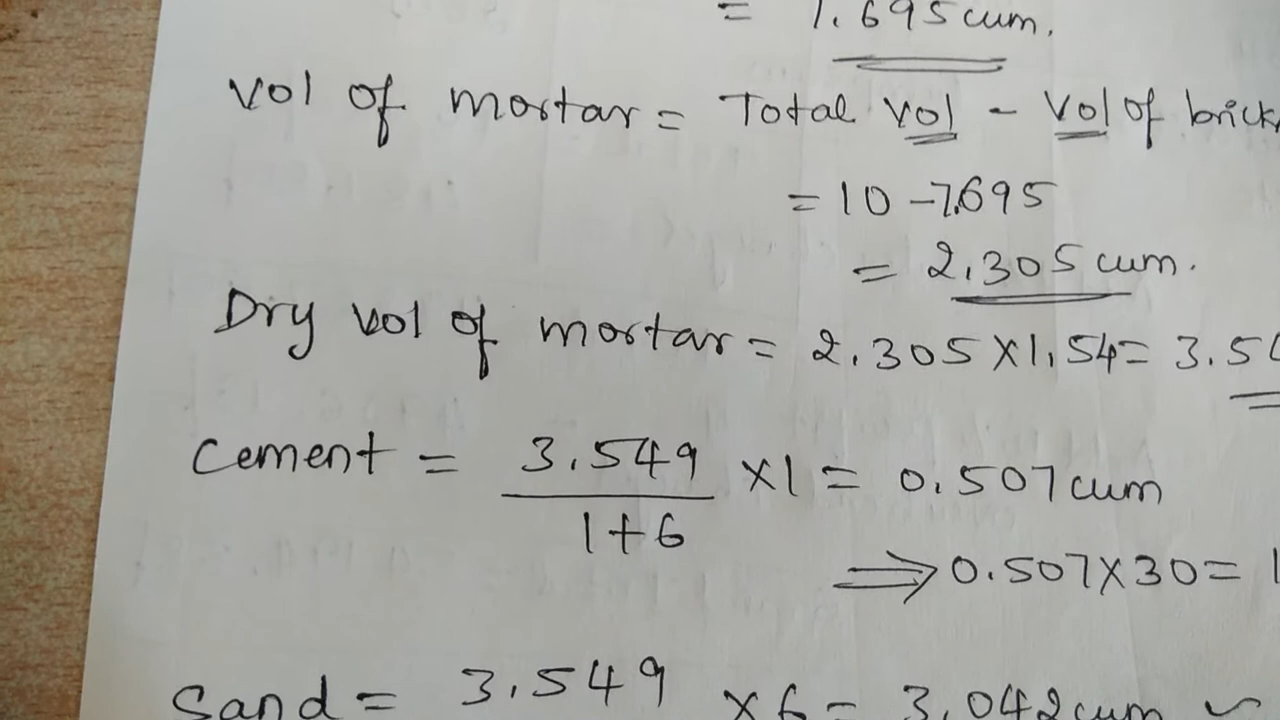 = 7.695 cum.
Vol of mortar = Total Vol - Vol of brick
= 10 - 7.695
= 2.305 cum.
Dry vol of mortar = 2.305 X 1.54 = 3.54
Cement = 3.549 / 1+6 X 1 = 0.507 cum
⇒ 0.507 X 30 = 1
Sand = 3.549 X 6 = 3.042 cum ~